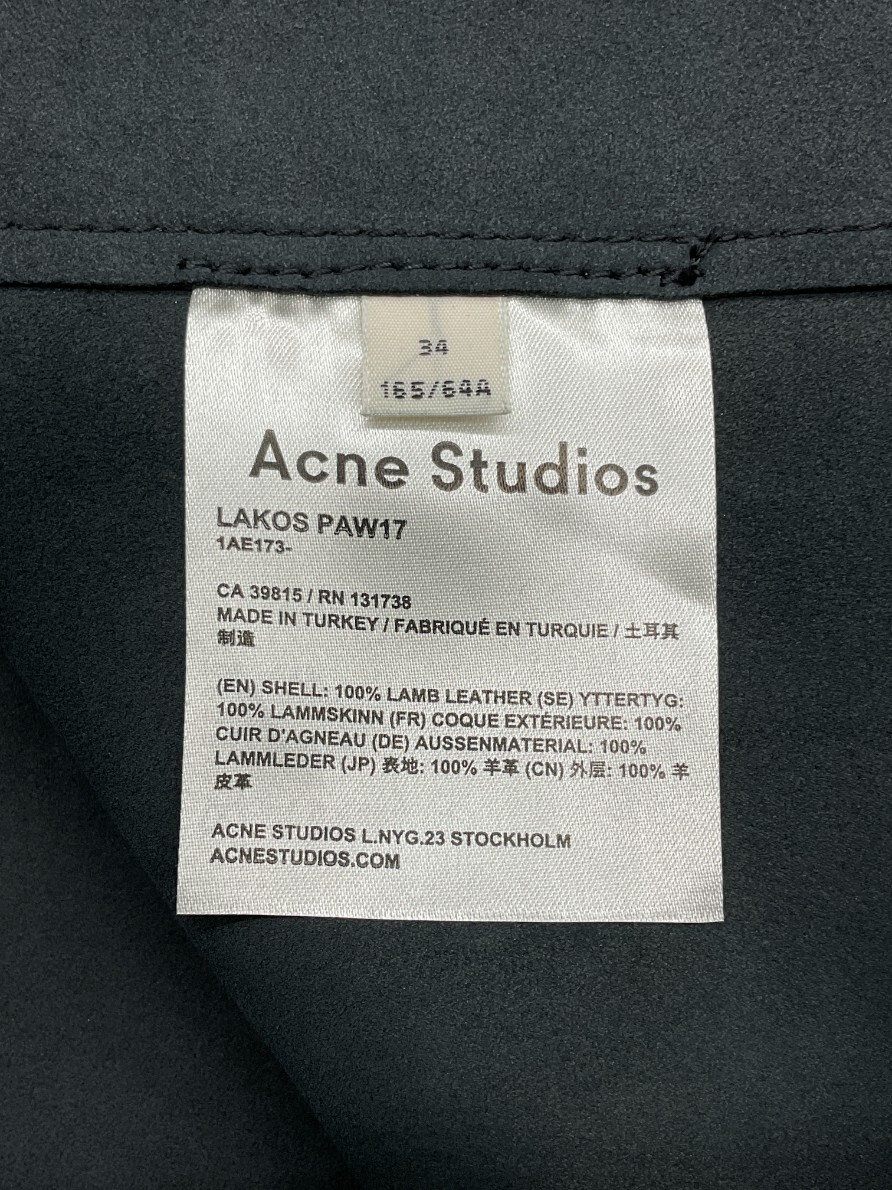 34
165/64A
Acne Studios
LAKOS PAW17
1AE173-
CA 39815 / RN 131738
MADE IN TURKEY / FABRIQUÉ EN TURQUIE / 土耳其
制造
(EN) SHELL: 100% LAMB LEATHER (SE) YTTERTYG:
100% LAMMSKINN (FR) COQUE EXTÉRIEURE: 100%
CUIR D'AGNEAU (DE) AUSSENMATERIAL: 100%
LAMMLEDER (JP) 表地: 100% 羊革 (CN) 外层: 100% 羊
皮革
ACNE STUDIOS L.NYG.23 STOCKHOLM
ACNESTUDIOS.COM